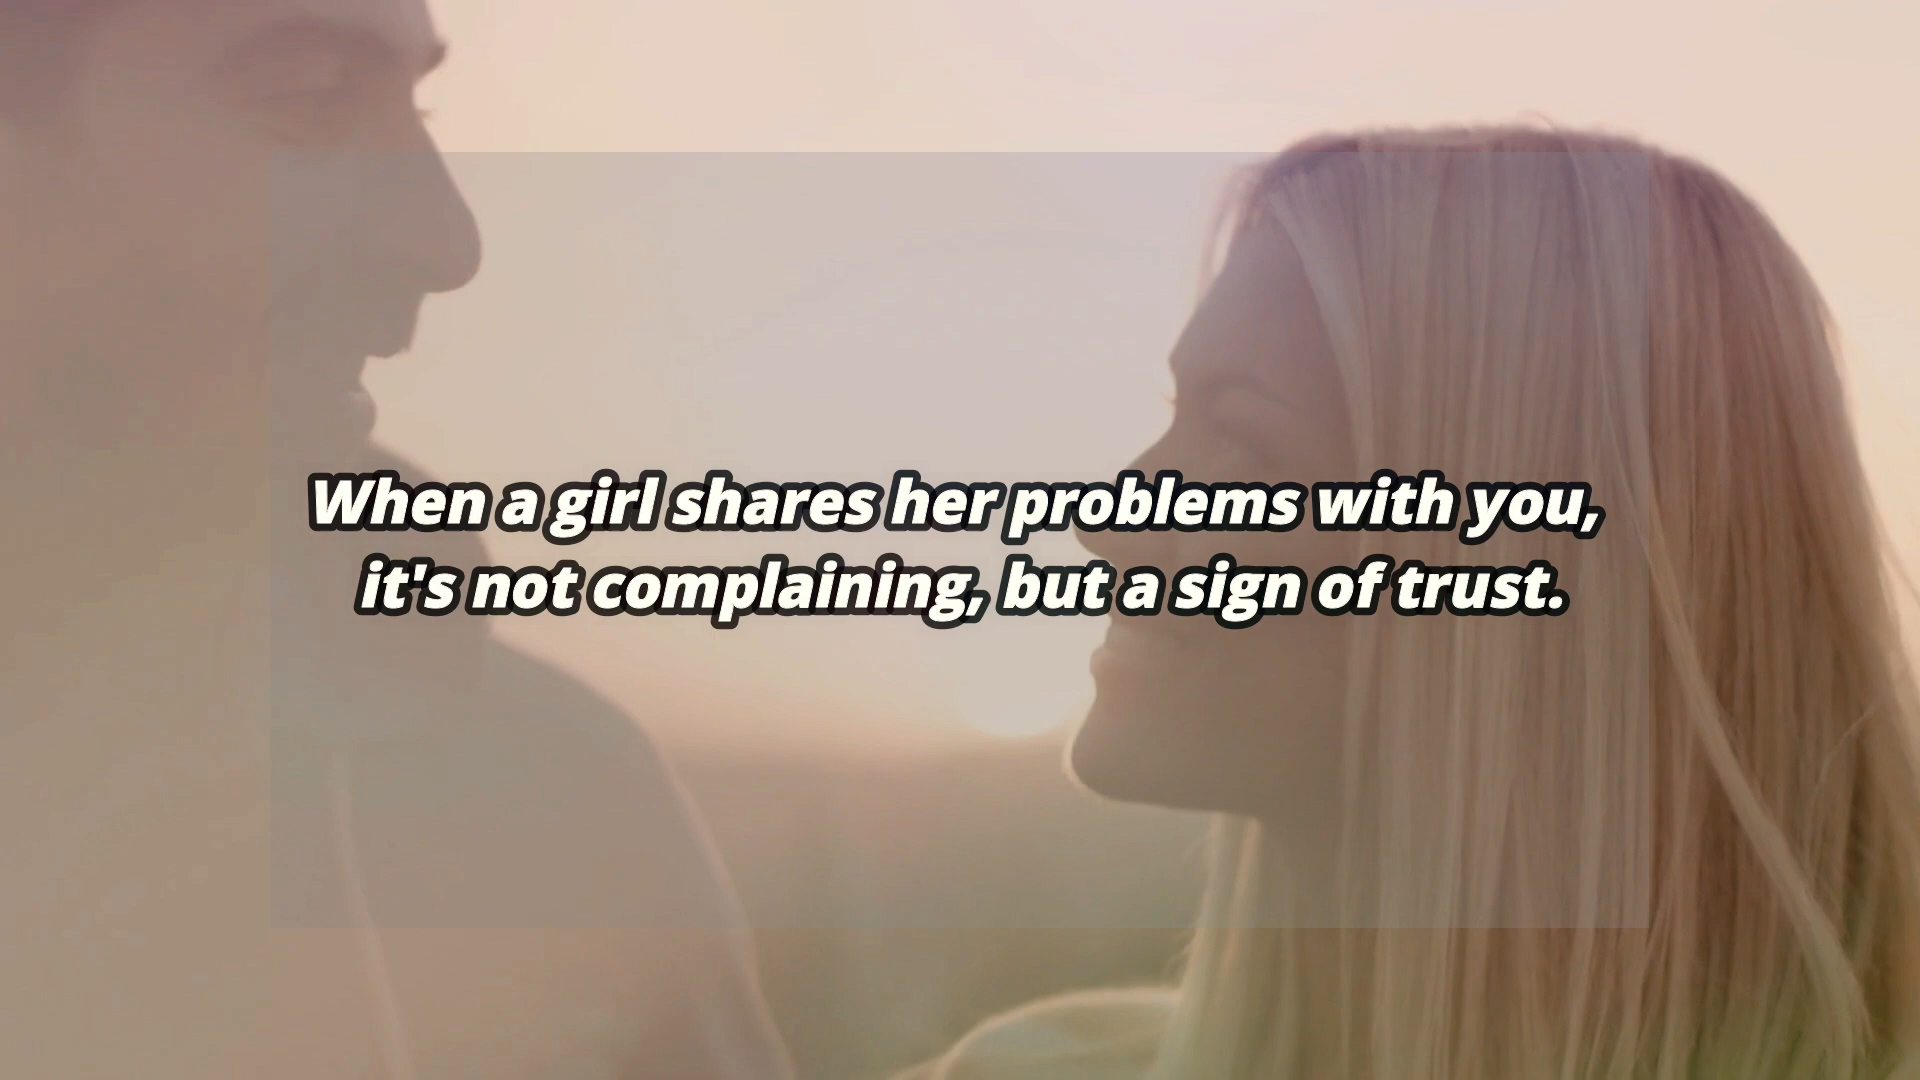 When a girl shares her problems with you,
it's not complaining, but a sign of trust.